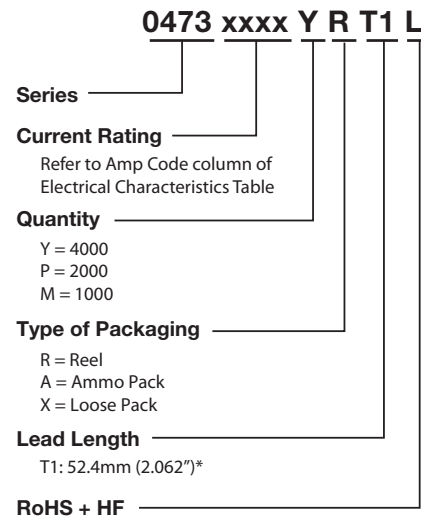 0473 xxxx Y R T1 L
Series
Current Rating
Refer to Amp Code column of
Electrical Characteristics Table
Quantity
Y = 4000
P = 2000
M = 1000
Type of Packaging
R = Reel
A = Ammo Pack
X = Loose Pack
Lead Length
T1: 52.4mm (2.062″)*
RoHS + HF